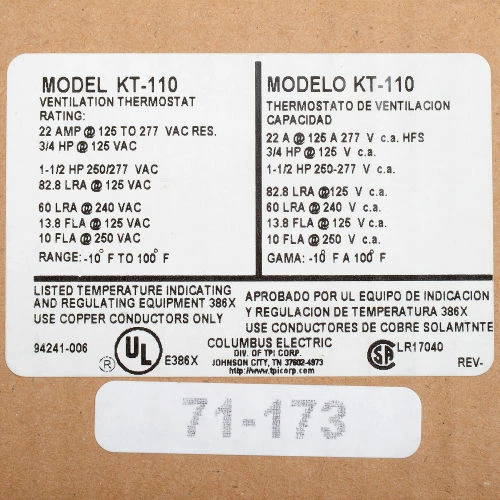 MODEL KT-110
VENTILATION THERMOSTAT
RATING:
22 AMP @ 125 TO 277 VAC RES.
3/4 HP @ 125 VAC
1-1/2 HP 250/277 VAC
82.8 LRA @ 125 VAC
60 LRA @ 240 VAC
13.8 FLA @ 125 VAC
10 FLA @ 250 VAC
RANGE: -10° F TO 100° F
MODELO KT-110
THERMOSTATO DE VENTILACION
CAPACIDAD
22 A @ 125 A 277 V c.a. HFS
3/4 HP @ 125 V c.a.
1-1/2 HP 250-277 V c.a.
82.8 LRA @ 125 V c.a.
60 LRA @ 240 V c.a.
13.8 FLA @ 125 V c.a.
10 FLA @ 250 V c.a.
GAMA: -10° F A 100° F
LISTED TEMPERATURE INDICATING
AND REGULATING EQUIPMENT 386X
USE COPPER CONDUCTORS ONLY
APROBADO POR UL EQUIPO DE INDICACION
Y REGULACION DE TEMPERATURA 386X
USE CONDUCTORES DE COBRE SOLAMTNTE
94241-006
® UL E386X
COLUMBUS ELECTRIC
DIV. OF TPI CORP.
JOHNSON CITY, TN 37602-4973
http://www.tpicorp.com
SA LR17040
REV-
71-173